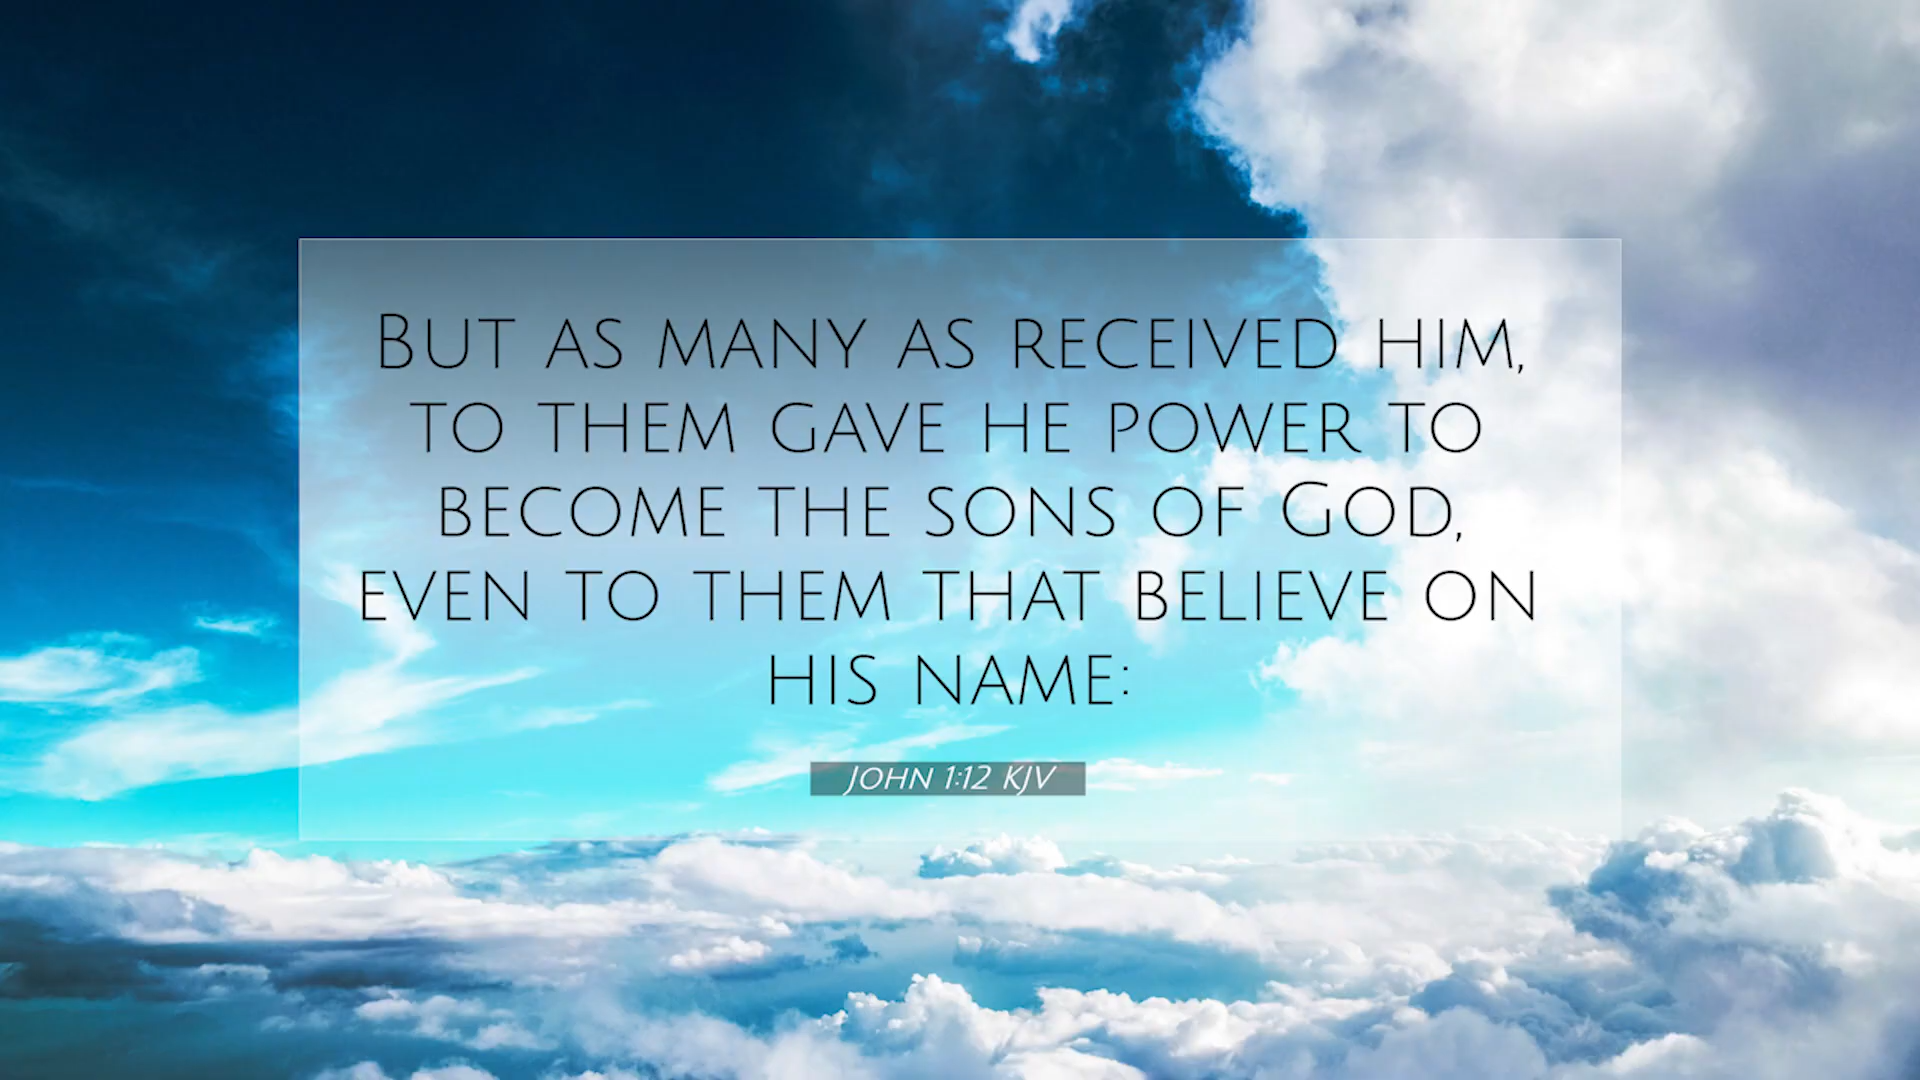 But as many as received him,
to them gave he power to
become the sons of God,
even to them that believe on
his name:
John 1:12 KJV